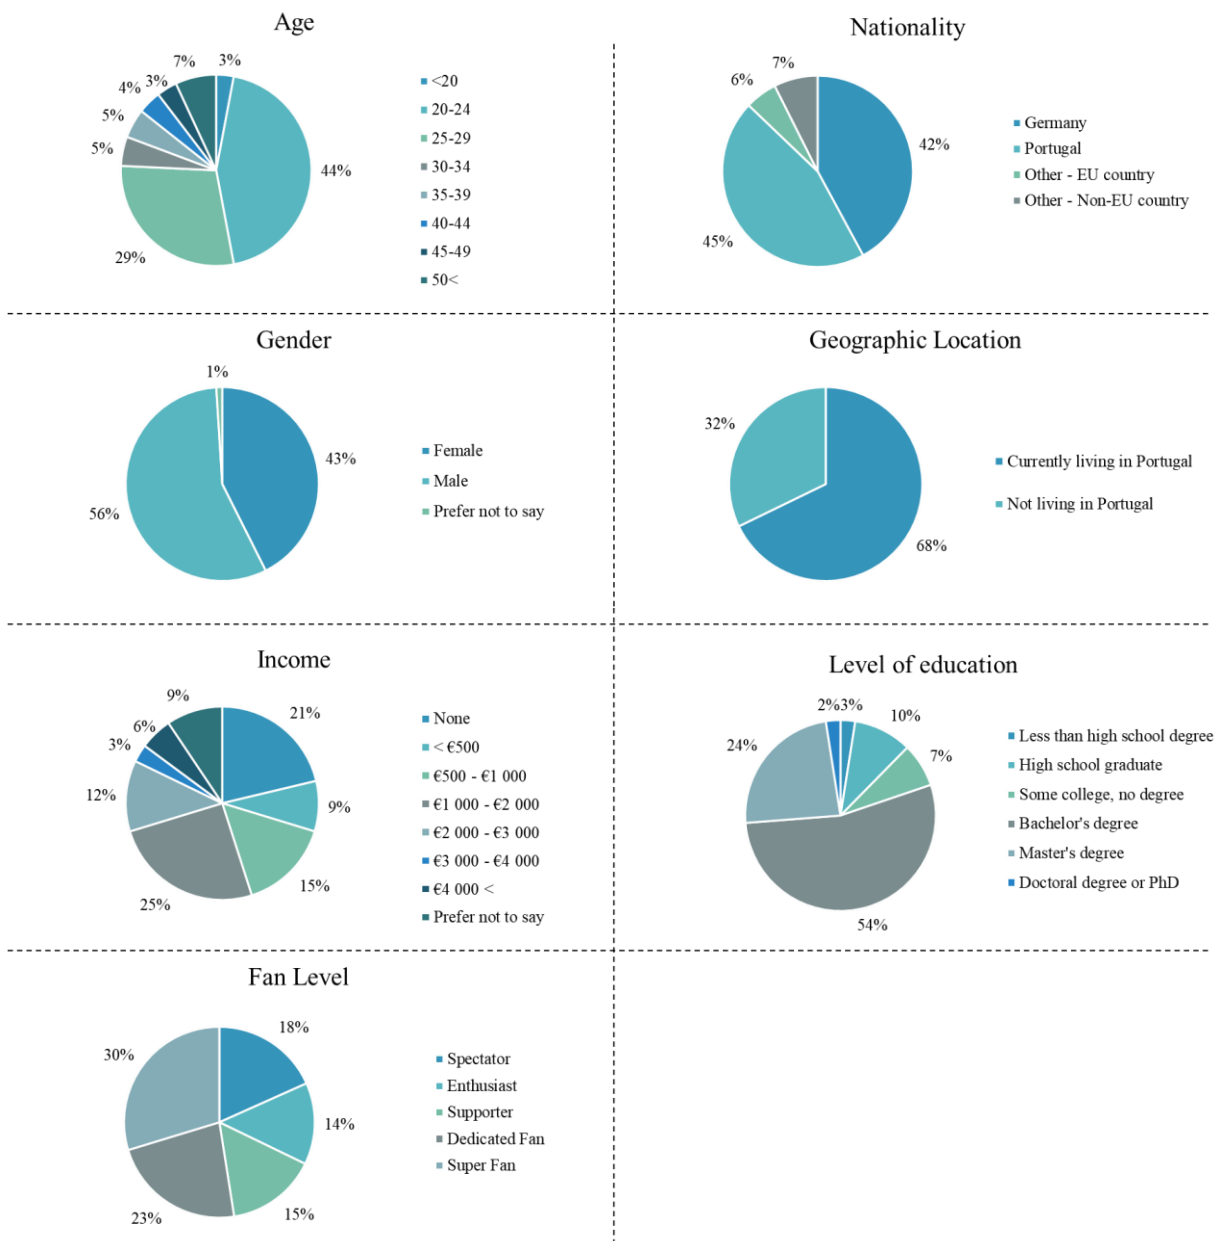 Age
7%
3%
3%
4%
5%
5%
44%
29%
<20
20-24
25-29
30-34
35-39
40-44
45-49
50<
Nationality
7%
6%
42%
45%
Germany
Portugal
Other - EU country
Other - Non-EU country
Gender
1%
43%
56%
Female
Male
Prefer not to say
Geographic Location
32%
68%
Currently living in Portugal
Not living in Portugal
Income
9%
21%
6%
3%
12%
9%
15%
25%
None
< €500
€500 - €1 000
€1 000 - €2 000
€2 000 - €3 000
€3 000 - €4 000
€4 000 <
Prefer not to say
Level of education
2%
3%
10%
24%
7%
54%
Less than high school degree
High school graduate
Some college, no degree
Bachelor's degree
Master's degree
Doctoral degree or PhD
Fan Level
18%
30%
14%
15%
23%
Spectator
Enthusiast
Supporter
Dedicated Fan
Super Fan